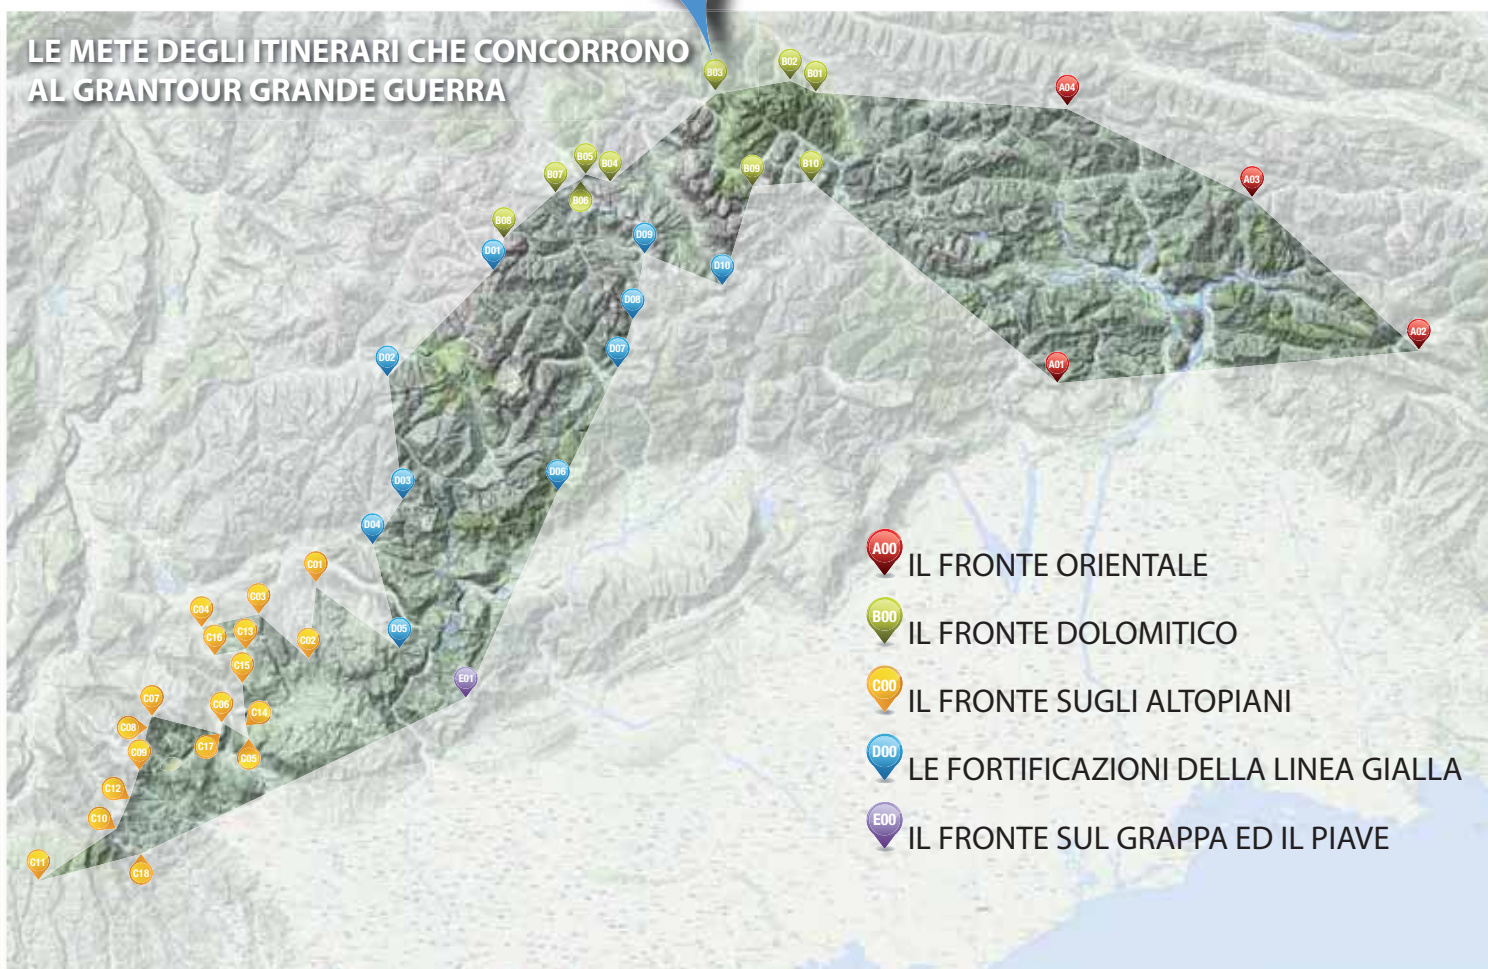 LE METE DEGLI ITINERARI CHE CONCORRONO
AL GRANTOUR GRANDE GUERRA
B03
B02
B01
A04
B05
B04
B07
B06
B09
B10
A03
B08
D01
D09
D10
D08
D07
D02
A01
A02
D03
D06
D04
C01
C03
C04
C16
C13
C02
D05
C15
E01
C07
C06
C14
C08
C17
C09
C05
C12
C10
C11
C18
A00 IL FRONTE ORIENTALE
B00 IL FRONTE DOLOMITICO
C00 IL FRONTE SUGLI ALTOPIANI
D00 LE FORTIFICAZIONI DELLA LINEA GIALLA
E00 IL FRONTE SUL GRAPPA ED IL PIAVE